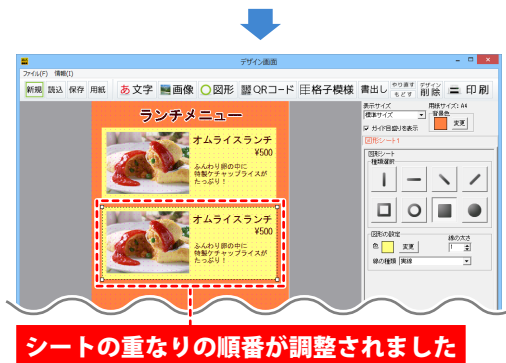 デザイン画面
ファイル(F) 情報(I)
新規 読込 保存 用紙 あ文字 画像 図形 QRコード 格子模様 書出し やり直す もどす デザイン削除 印刷
表示サイズ 用紙サイズ: A4
標準サイズ 背景色
変更
ガイド目盛りを表示
図形シート1
図形シート
種類選択
図形の設定
線の太さ
色 変更 1
線の種類 実線
ランチメニュー
オムライスランチ
¥500
ふんわり卵の中に
特製ケチャップライスが
たっぷり！
オムライスランチ
¥500
ふんわり卵の中に
特製ケチャップライスが
たっぷり！
シートの重なりの順番が調整されました